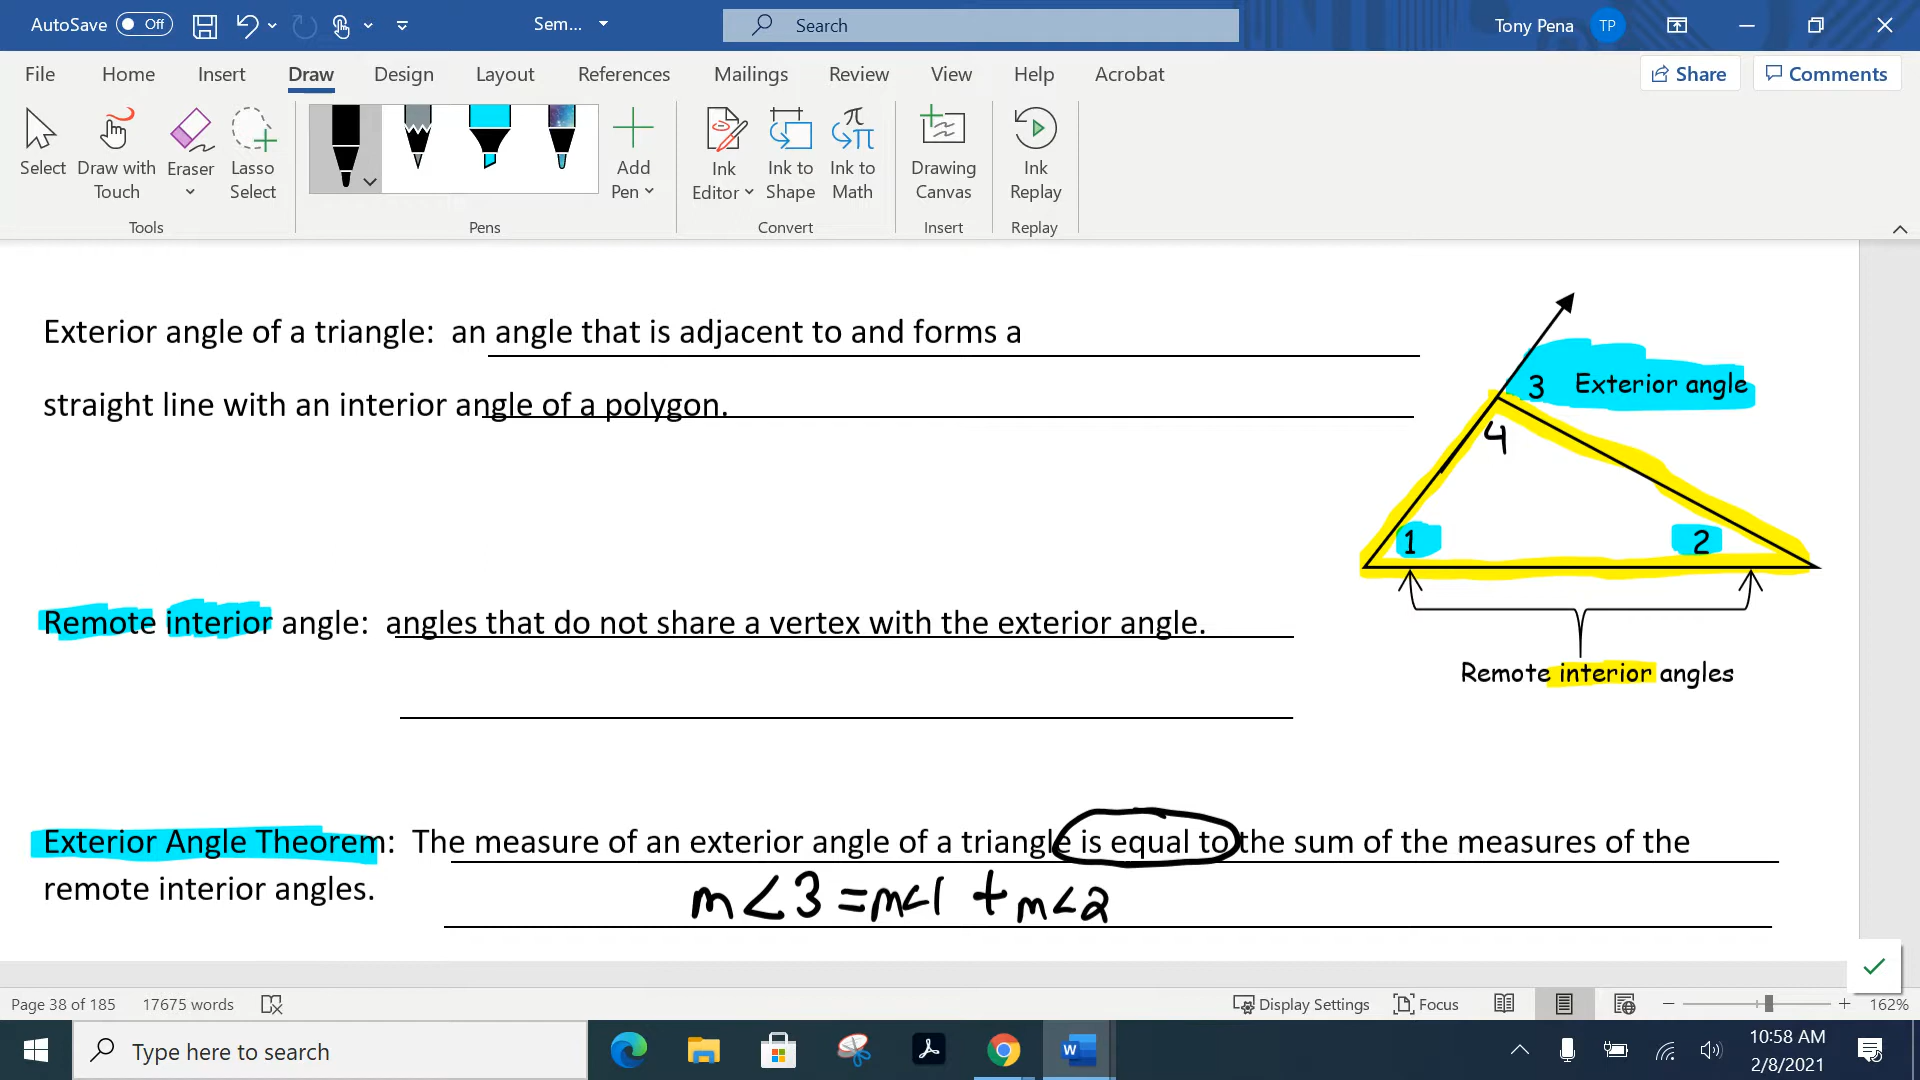 AutoSave Off Sem... Search Tony Pena TP
File Home Insert Draw Design Layout References Mailings Review View Help Acrobat Share Comments
Select Draw with Touch Eraser Lasso Select Add Pen Ink Editor Ink to Shape Ink to Math Drawing Canvas Ink Replay
Tools Pens Convert Insert Replay
Exterior angle of a triangle: an angle that is adjacent to and forms a
straight line with an interior angle of a polygon.
3 Exterior angle
4
1 2
Remote interior angle: angles that do not share a vertex with the exterior angle.
Remote interior angles
Exterior Angle Theorem: The measure of an exterior angle of a triangle is equal to the sum of the measures of the
remote interior angles.
m∠3 = m∠1 + m∠2
Page 38 of 185 17675 words Display Settings Focus 162%
Type here to search
10:58 AM
2/8/2021